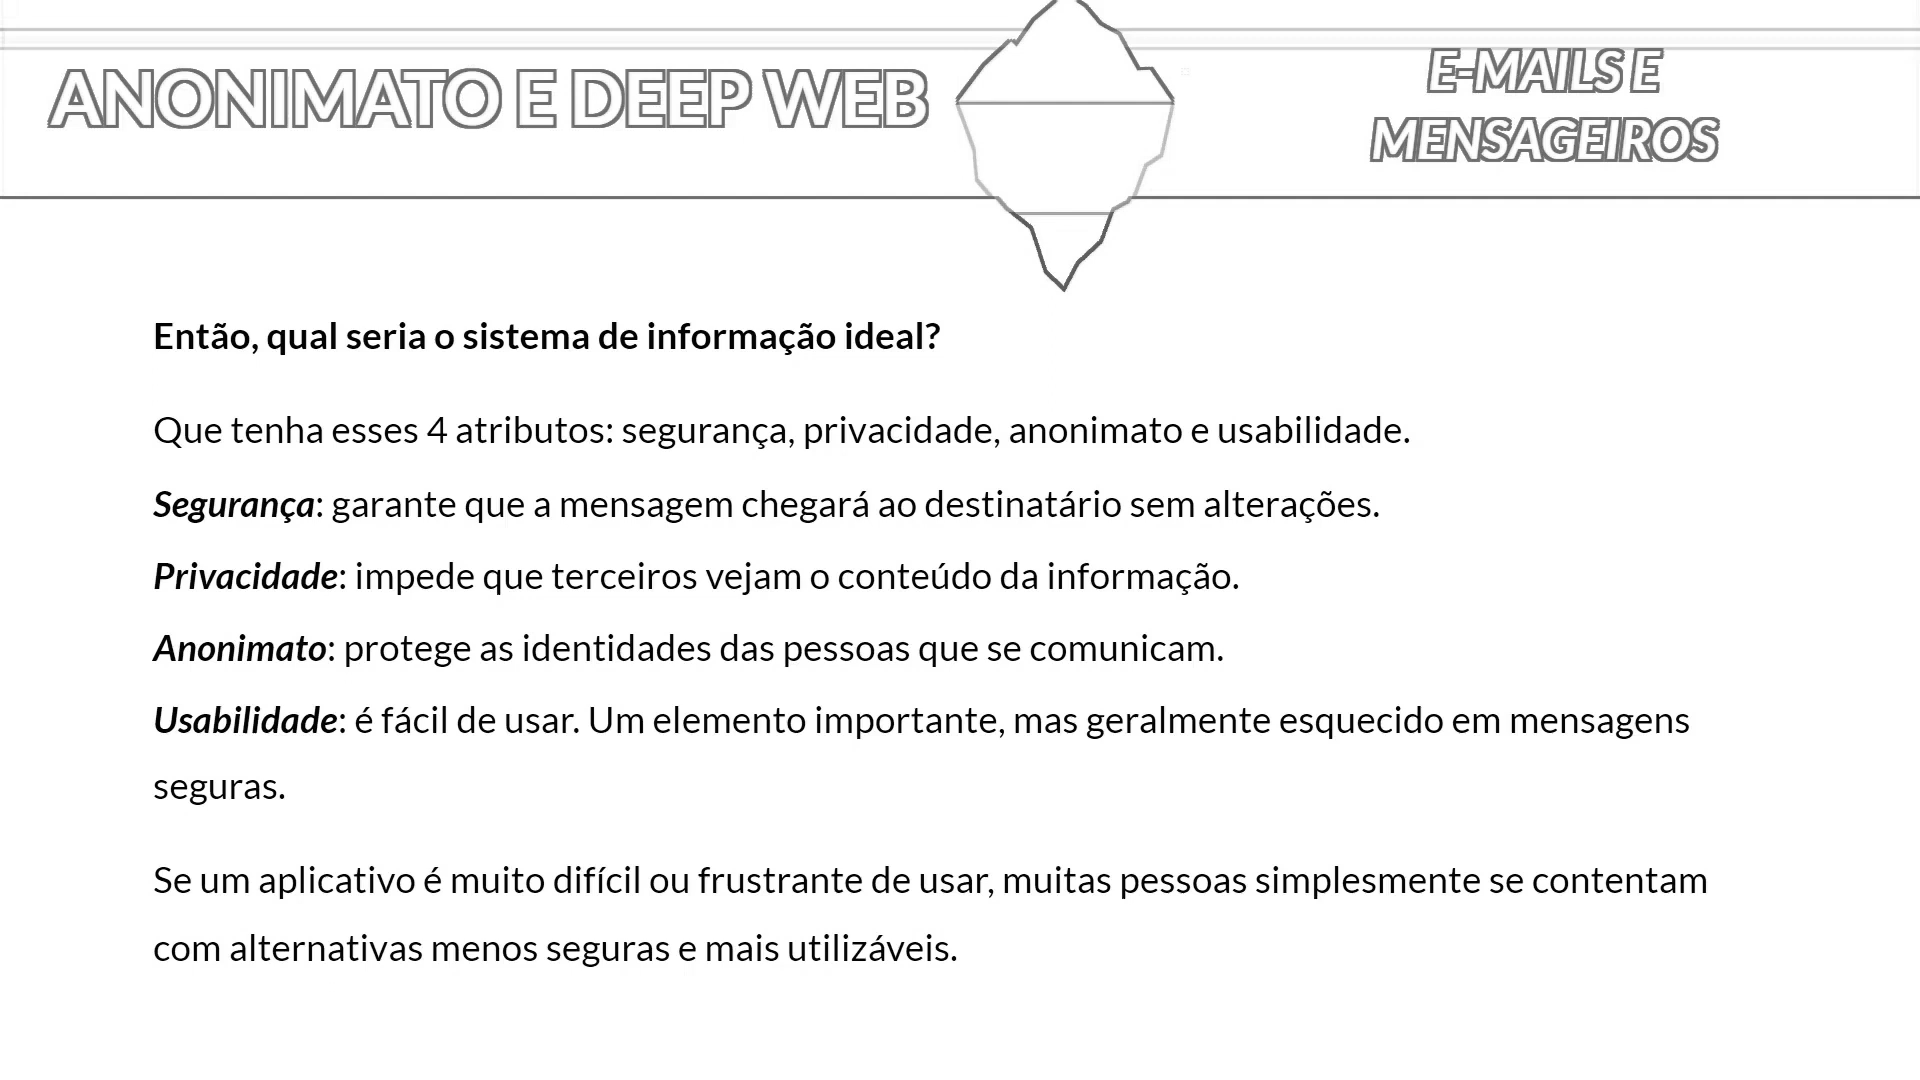 ANONIMATO E DEEP WEB
E-MAILS E
MENSAGEIROS
Então, qual seria o sistema de informação ideal?
Que tenha esses 4 atributos: segurança, privacidade, anonimato e usabilidade.
Segurança: garante que a mensagem chegará ao destinatário sem alterações.
Privacidade: impede que terceiros vejam o conteúdo da informação.
Anonimato: protege as identidades das pessoas que se comunicam.
Usabilidade: é fácil de usar. Um elemento importante, mas geralmente esquecido em mensagens
seguras.
Se um aplicativo é muito difícil ou frustrante de usar, muitas pessoas simplesmente se contentam
com alternativas menos seguras e mais utilizáveis.